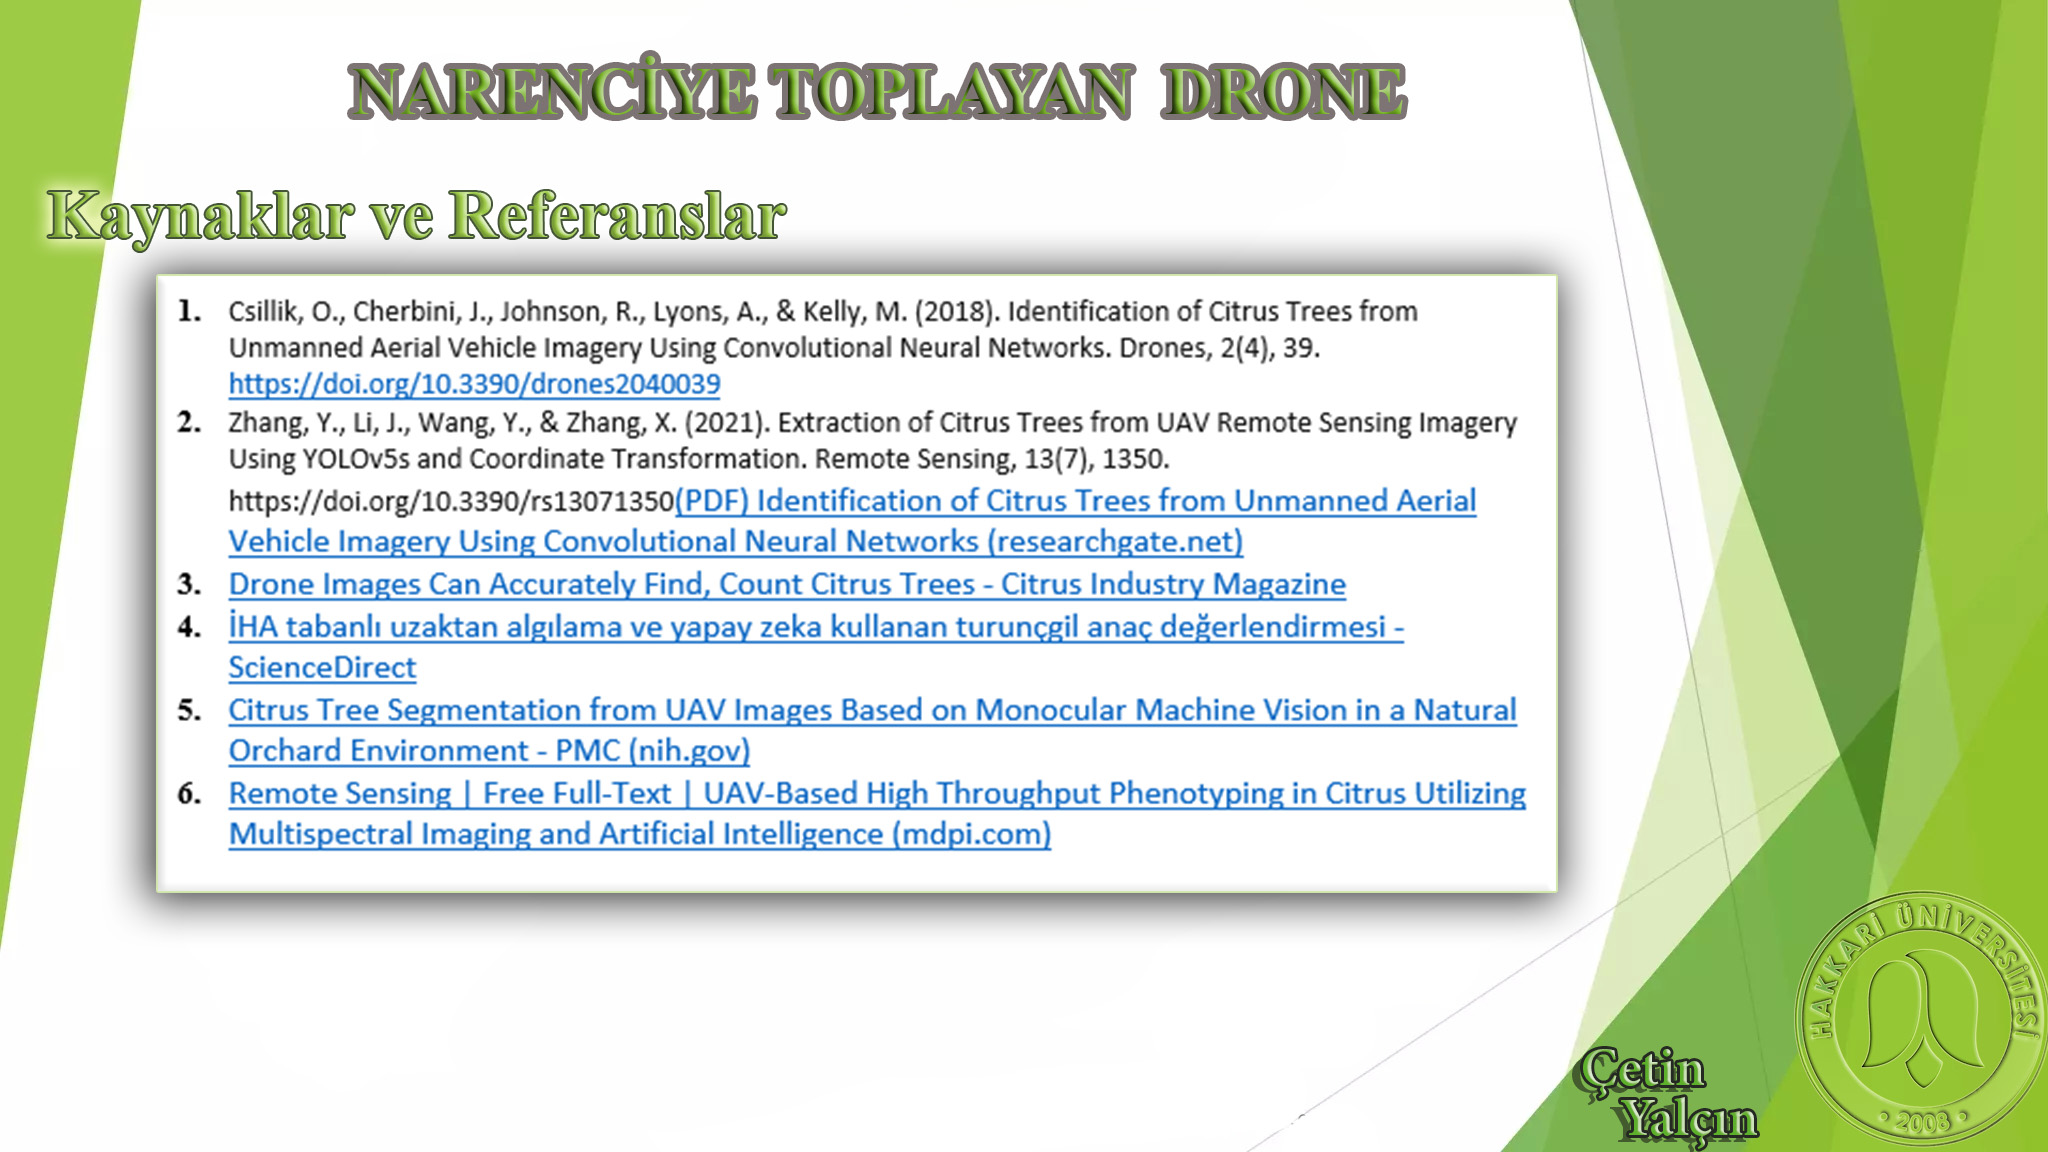 NARENCİYE TOPLAYAN DRONE
Kaynaklar ve Referanslar
1. Csillik, O., Cherbini, J., Johnson, R., Lyons, A., & Kelly, M. (2018). Identification of Citrus Trees from
Unmanned Aerial Vehicle Imagery Using Convolutional Neural Networks. Drones, 2(4), 39.
https://doi.org/10.3390/drones2040039
2. Zhang, Y., Li, J., Wang, Y., & Zhang, X. (2021). Extraction of Citrus Trees from UAV Remote Sensing Imagery
Using YOLOv5s and Coordinate Transformation. Remote Sensing, 13(7), 1350.
https://doi.org/10.3390/rs13071350(PDF) Identification of Citrus Trees from Unmanned Aerial
Vehicle Imagery Using Convolutional Neural Networks (researchgate.net)
3. Drone Images Can Accurately Find, Count Citrus Trees - Citrus Industry Magazine
4. İHA tabanlı uzaktan algılama ve yapay zeka kullanan turunçgil anaç değerlendirmesi -
ScienceDirect
5. Citrus Tree Segmentation from UAV Images Based on Monocular Machine Vision in a Natural
Orchard Environment - PMC (nih.gov)
6. Remote Sensing | Free Full-Text | UAV-Based High Throughput Phenotyping in Citrus Utilizing
Multispectral Imaging and Artificial Intelligence (mdpi.com)
HAKKARİ ÜNİVERSİTESİ
• 2008 •
Çetin
Yalçın